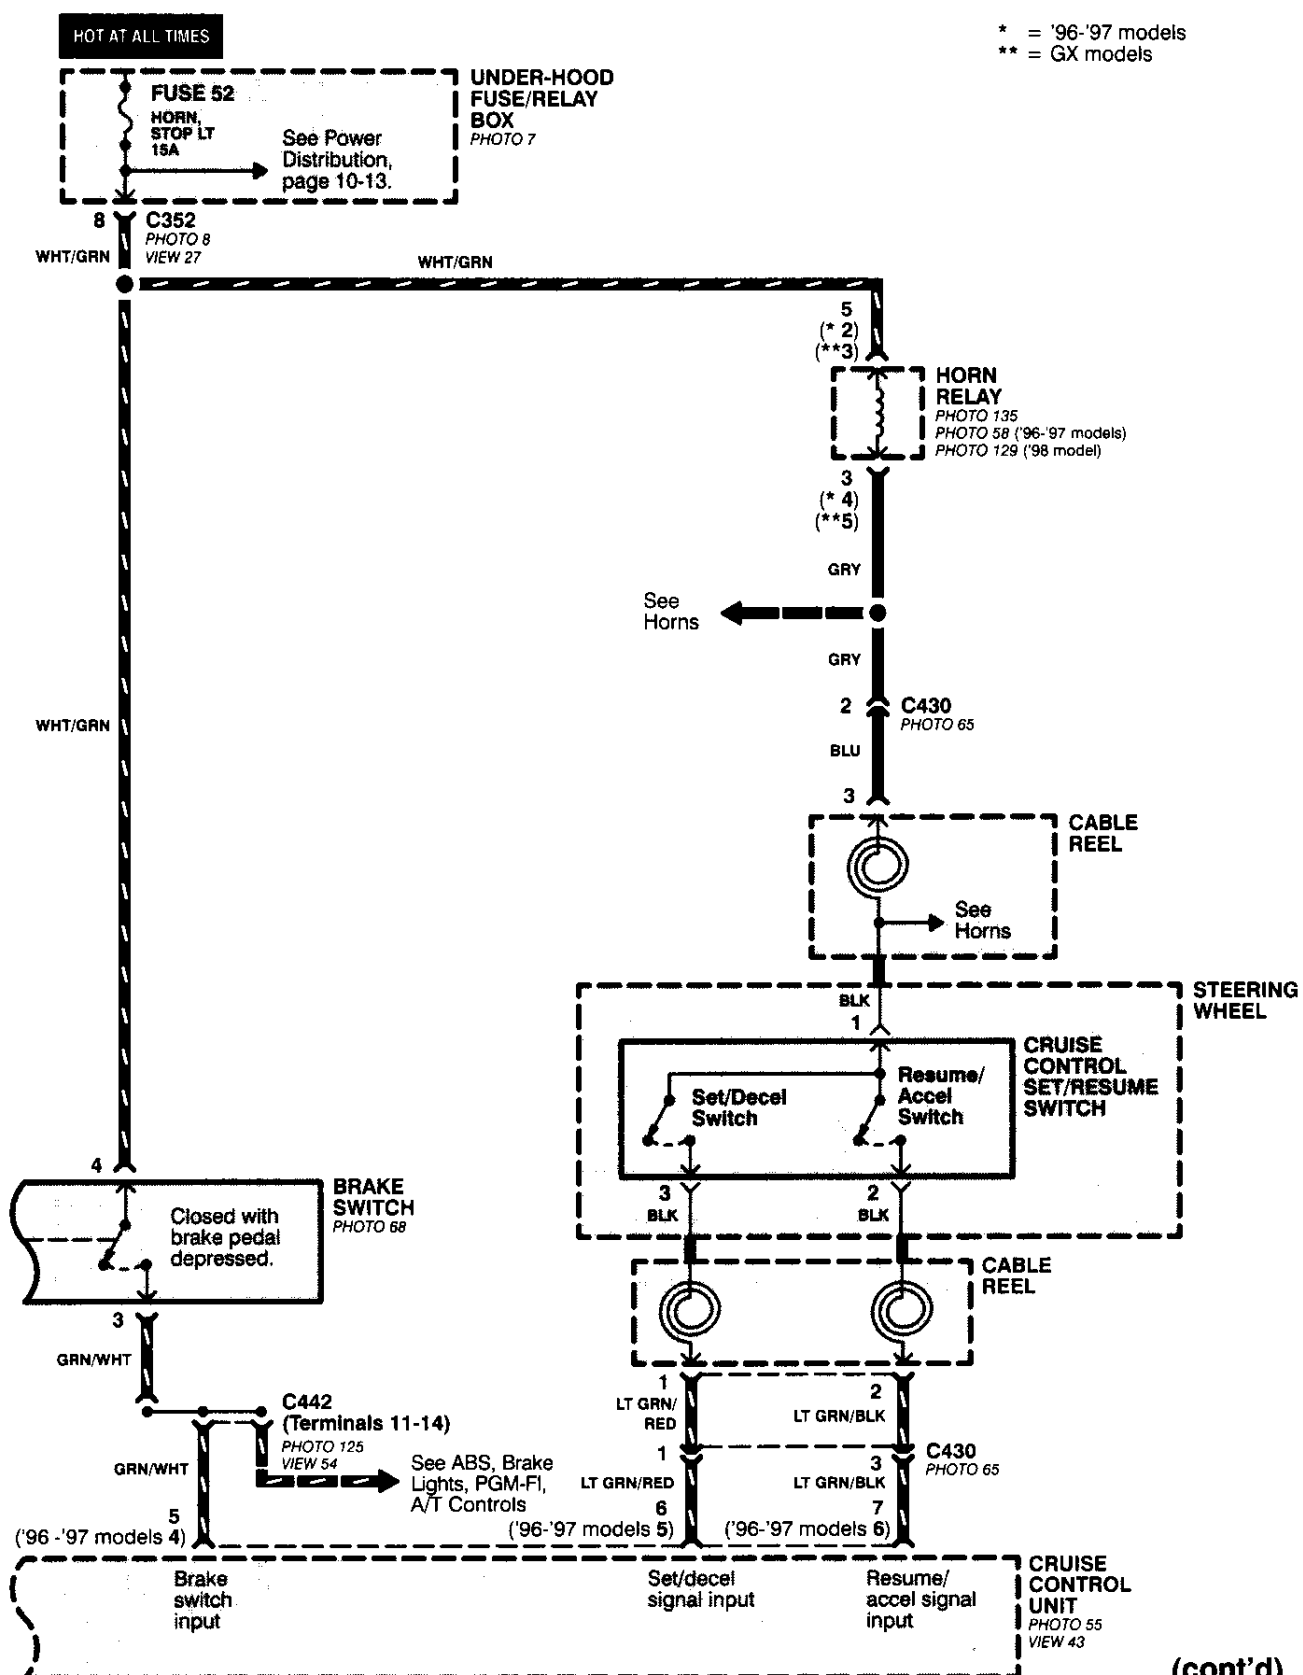 HOT AT ALL TIMES
* = '96-'97 models
** = GX models
UNDER-HOOD
FUSE/RELAY
BOX
PHOTO 7
FUSE 52
HORN,
STOP LT
15A
See Power
Distribution,
page 10-13.
8
C352
PHOTO 8
VIEW 27
WHT/GRN
WHT/GRN
5
(* 2)
(**3)
HORN
RELAY
PHOTO 135
PHOTO 58 ('96-'97 models)
PHOTO 129 ('98 model)
3
(* 4)
(**5)
GRY
See
Horns
GRY
2
C430
PHOTO 65
WHT/GRN
BLU
3
CABLE
REEL
See
Horns
STEERING
WHEEL
BLK
1
CRUISE
CONTROL
SET/RESUME
SWITCH
Resume/
Accel
Switch
Set/Decel
Switch
4
BRAKE
SWITCH
PHOTO 68
Closed with
brake pedal
depressed.
3
BLK
2
BLK
CABLE
REEL
3
GRN/WHT
C442
(Terminals 11-14)
PHOTO 125
VIEW 54
1
LT GRN/
RED
2
LT GRN/BLK
GRN/WHT
See ABS, Brake
Lights, PGM-FI,
A/T Controls
1
3
C430
PHOTO 65
LT GRN/RED
LT GRN/BLK
5
('96 -'97 models 4)
6
('96-'97 models 5)
7
('96-'97 models 6)
Brake
switch
input
Set/decel
signal input
Resume/
accel signal
input
CRUISE
CONTROL
UNIT
PHOTO 55
VIEW 43
(cont'd)